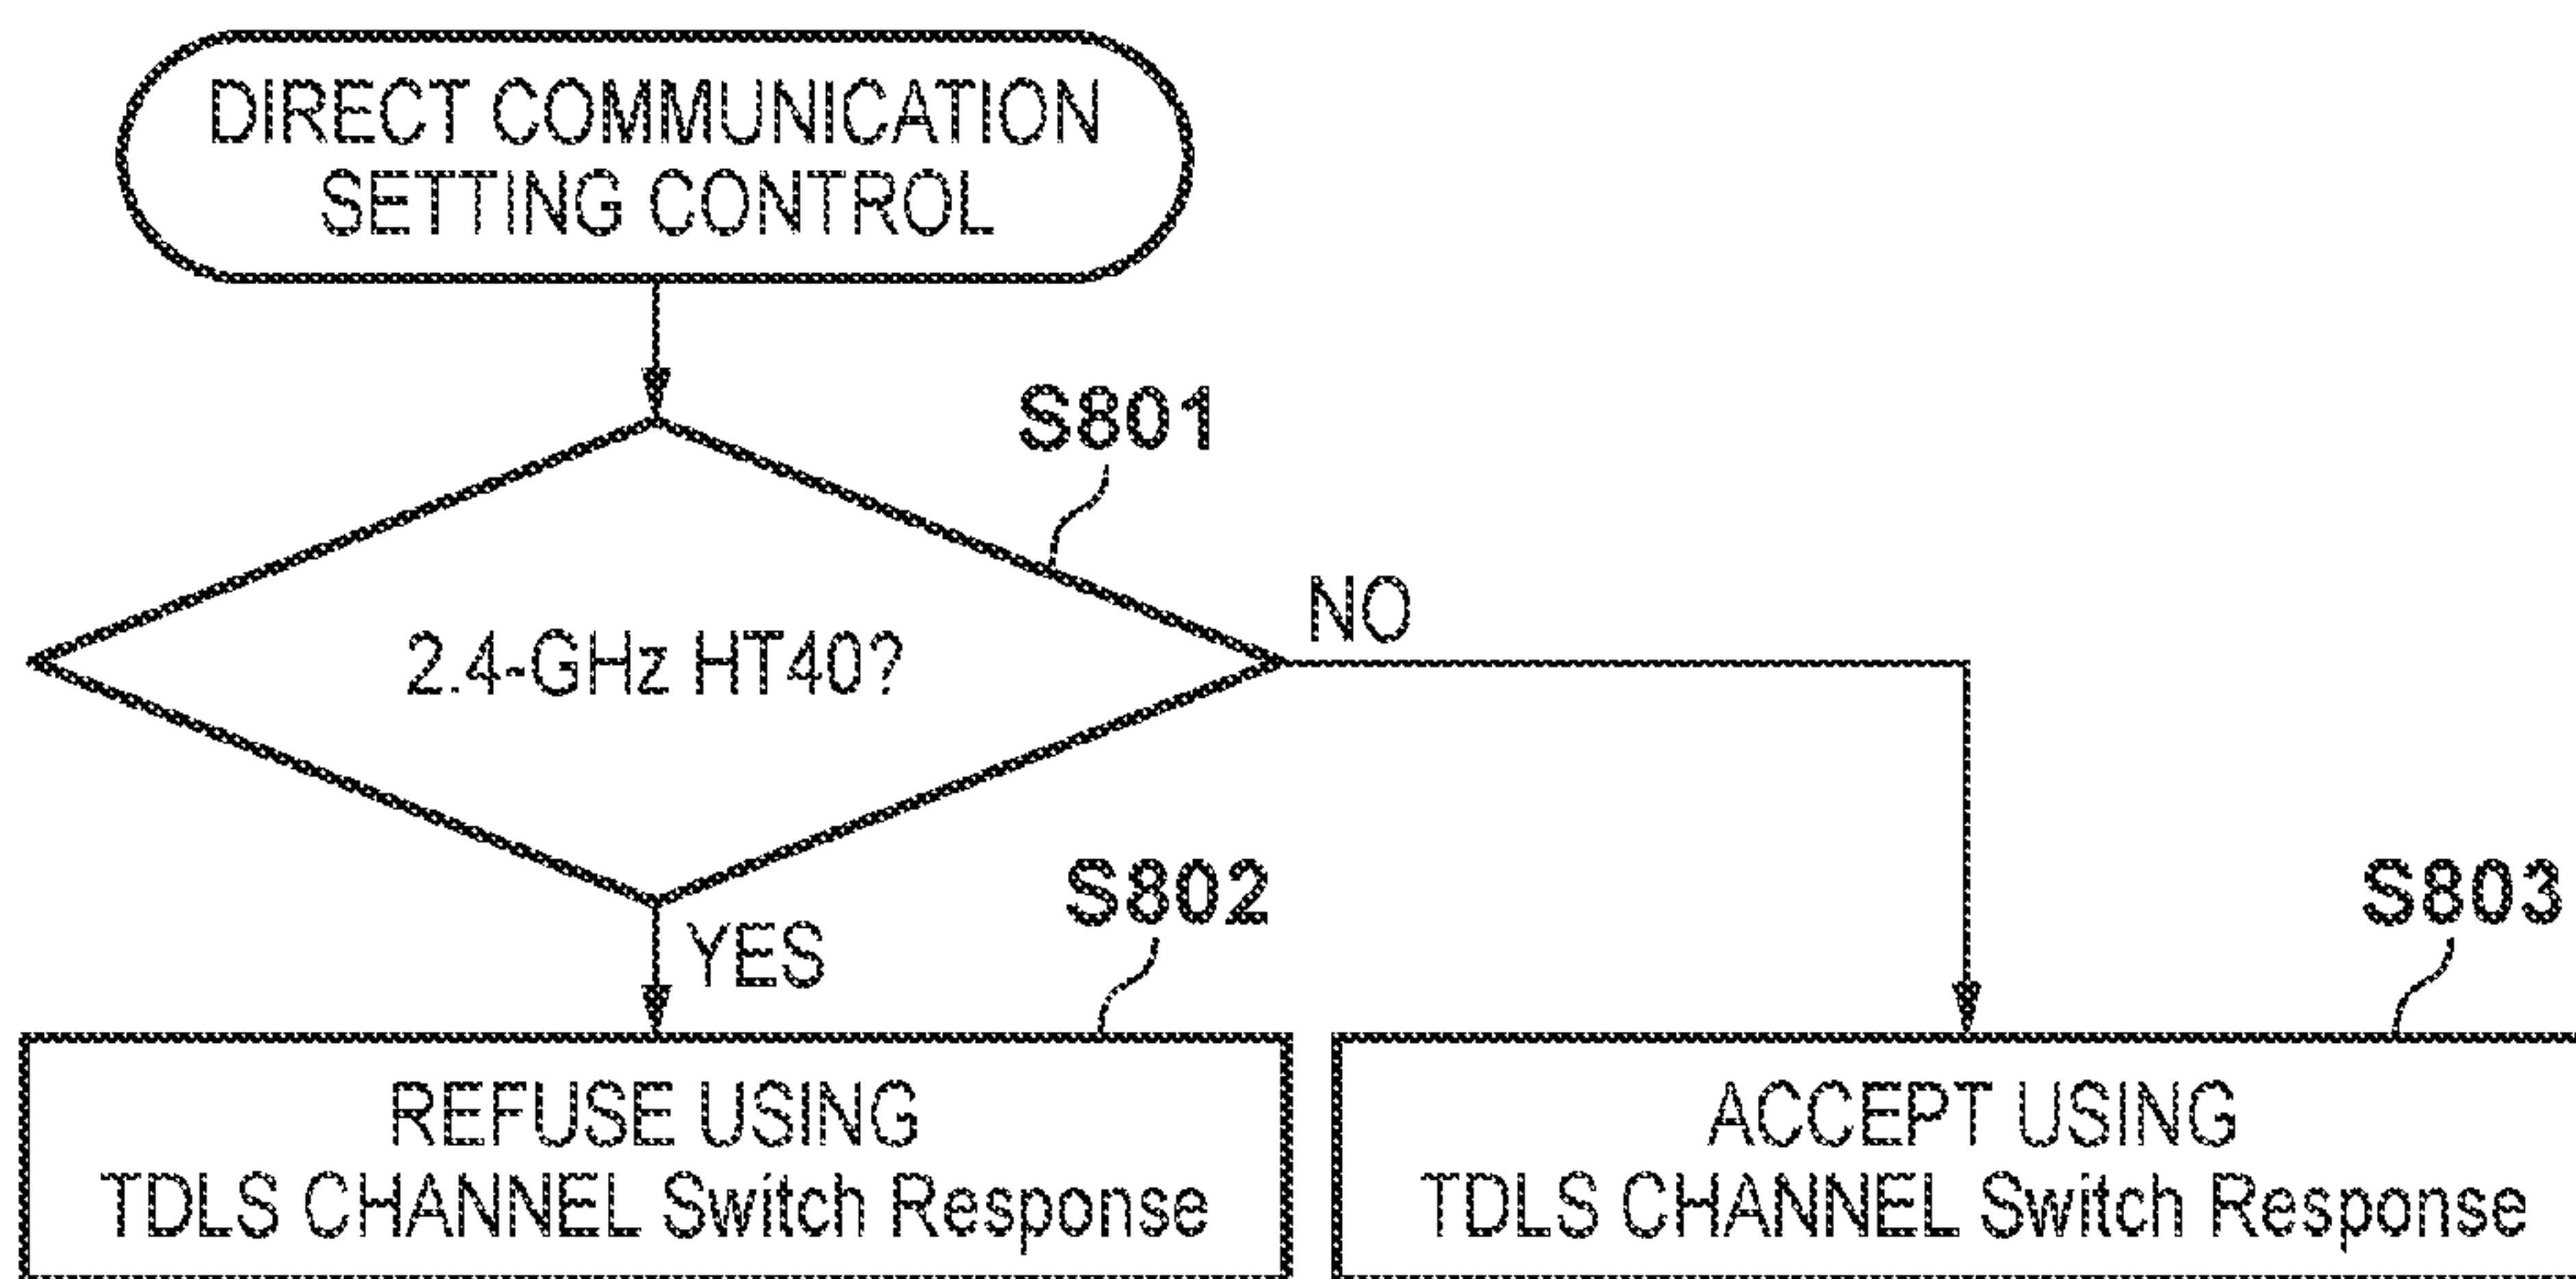 DIRECT COMMUNICATION
SETTING CONTROL
S801
2.4-GHz HT40?
NO
YES
S802
S803
REFUSE USING
TDLS CHANNEL Switch Response
ACCEPT USING
TDLS CHANNEL Switch Response